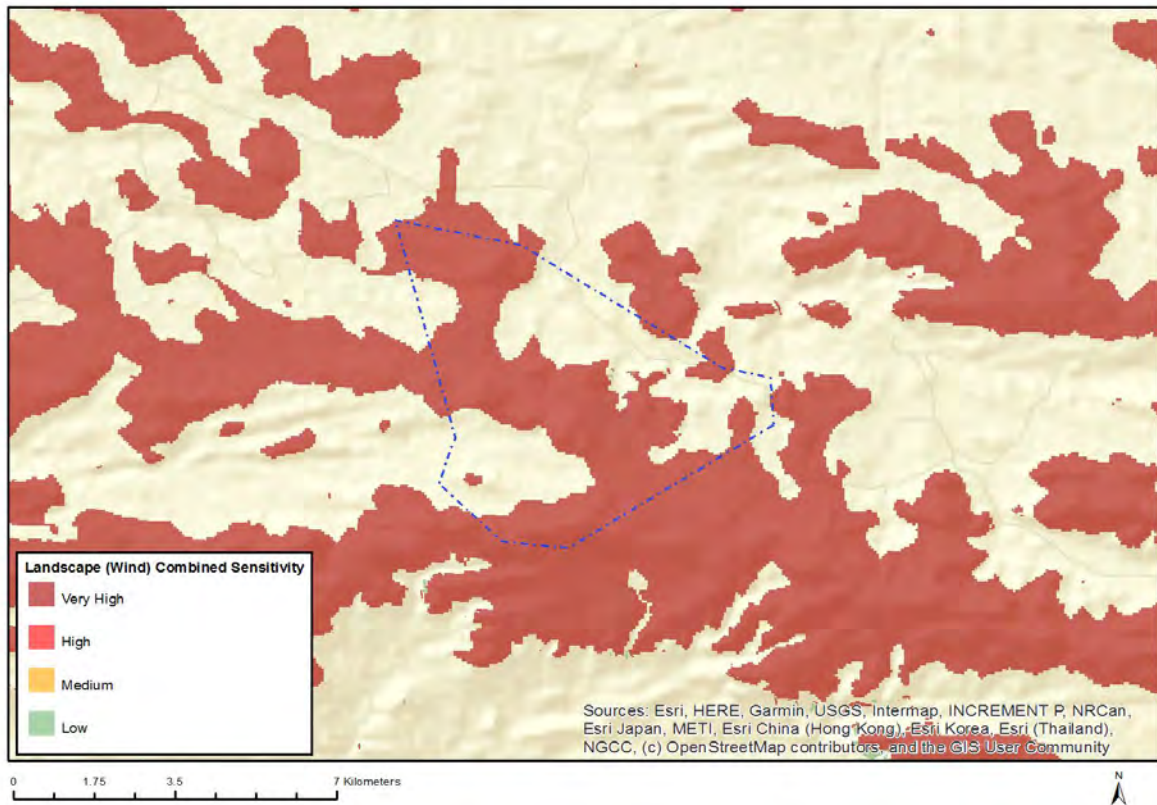 Landscape (Wind) Combined Sensitivity
Very High
High
Medium
Low
Sources: Esri, HERE, Garmin, USGS, Intermap, INCREMENT P, NRCan,
Esri Japan, METI, Esri China (Hong Kong), Esri Korea, Esri (Thailand),
NGCC, (c) OpenStreetMap contributors, and the GIS User Community
0 1.75 3.5 7 Kilometers
N